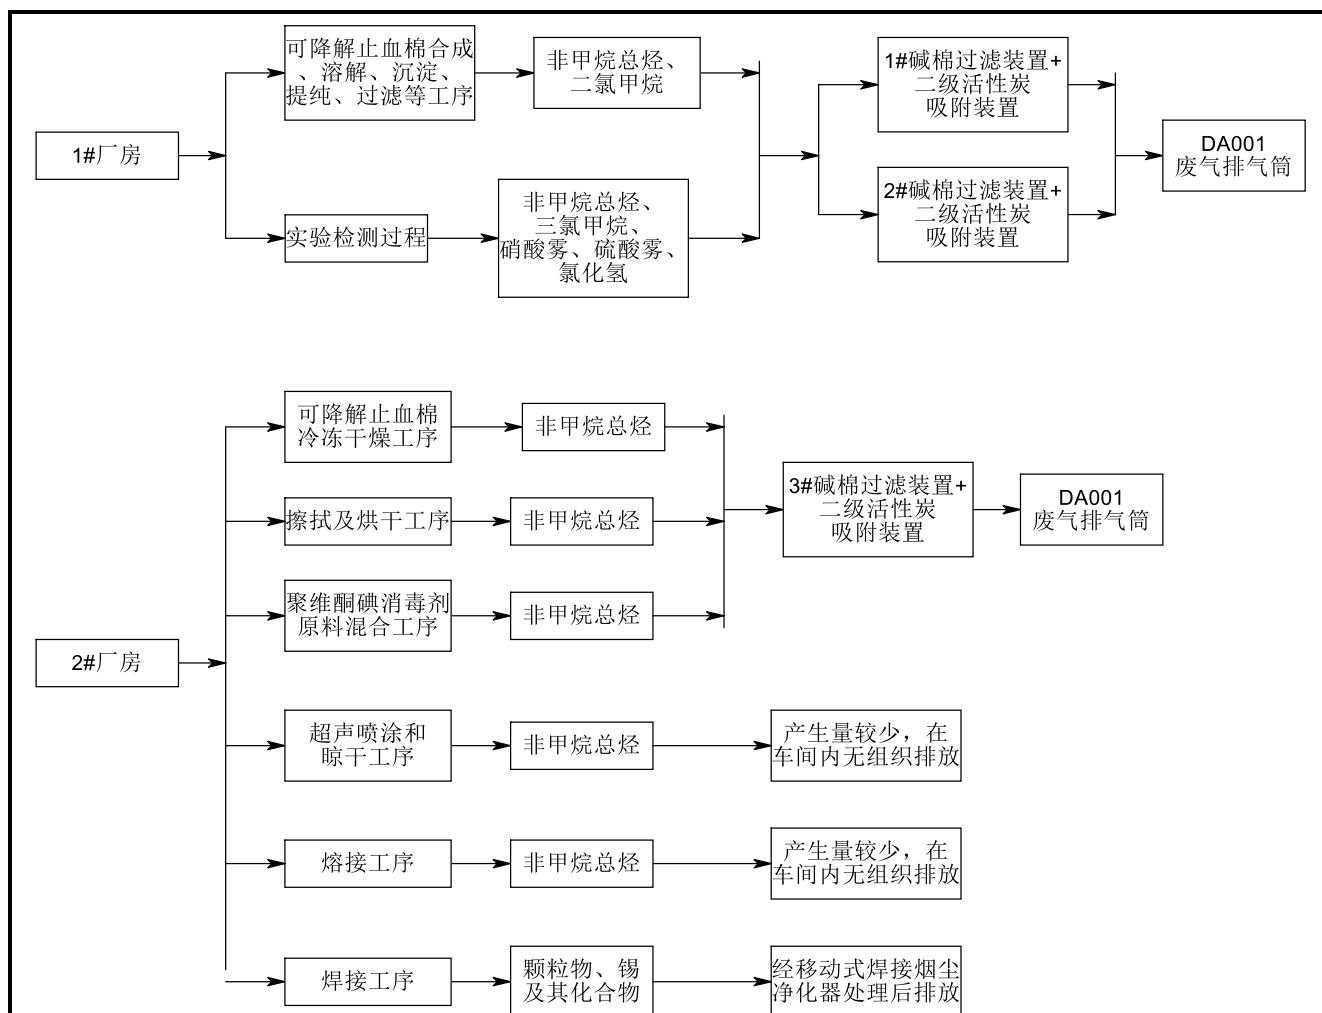 可降解止血棉合成
、溶解、沉淀、
提纯、过滤等工序
非甲烷总烃、
二氯甲烷
1#碱棉过滤装置+
二级活性炭
吸附装置
1#厂房
DA001
废气排气筒
实验检测过程
非甲烷总烃、
三氯甲烷、
硝酸雾、硫酸雾、
氯化氢
2#碱棉过滤装置+
二级活性炭
吸附装置
可降解止血棉
冷冻干燥工序
非甲烷总烃
擦拭及烘干工序
非甲烷总烃
3#碱棉过滤装置+
二级活性炭
吸附装置
DA001
废气排气筒
聚维酮碘消毒剂
原料混合工序
非甲烷总烃
2#厂房
超声喷涂和
晾干工序
非甲烷总烃
产生量较少，在
车间内无组织排放
熔接工序
非甲烷总烃
产生量较少，在
车间内无组织排放
焊接工序
颗粒物、锡
及其化合物
经移动式焊接烟尘
净化器处理后排放